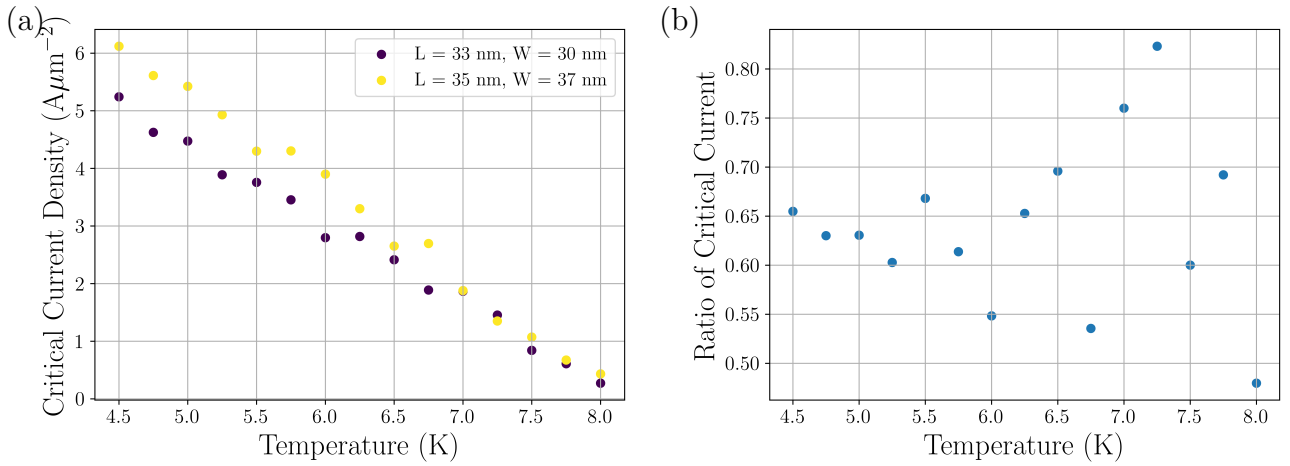 (a)
Critical Current Density (Aμm⁻²)
6
5
4
3
2
1
0
L = 33 nm, W = 30 nm
L = 35 nm, W = 37 nm
4.5 5.0 5.5 6.0 6.5 7.0 7.5 8.0
Temperature (K)
(b)
Ratio of Critical Current
0.80
0.75
0.70
0.65
0.60
0.55
0.50
4.5 5.0 5.5 6.0 6.5 7.0 7.5 8.0
Temperature (K)